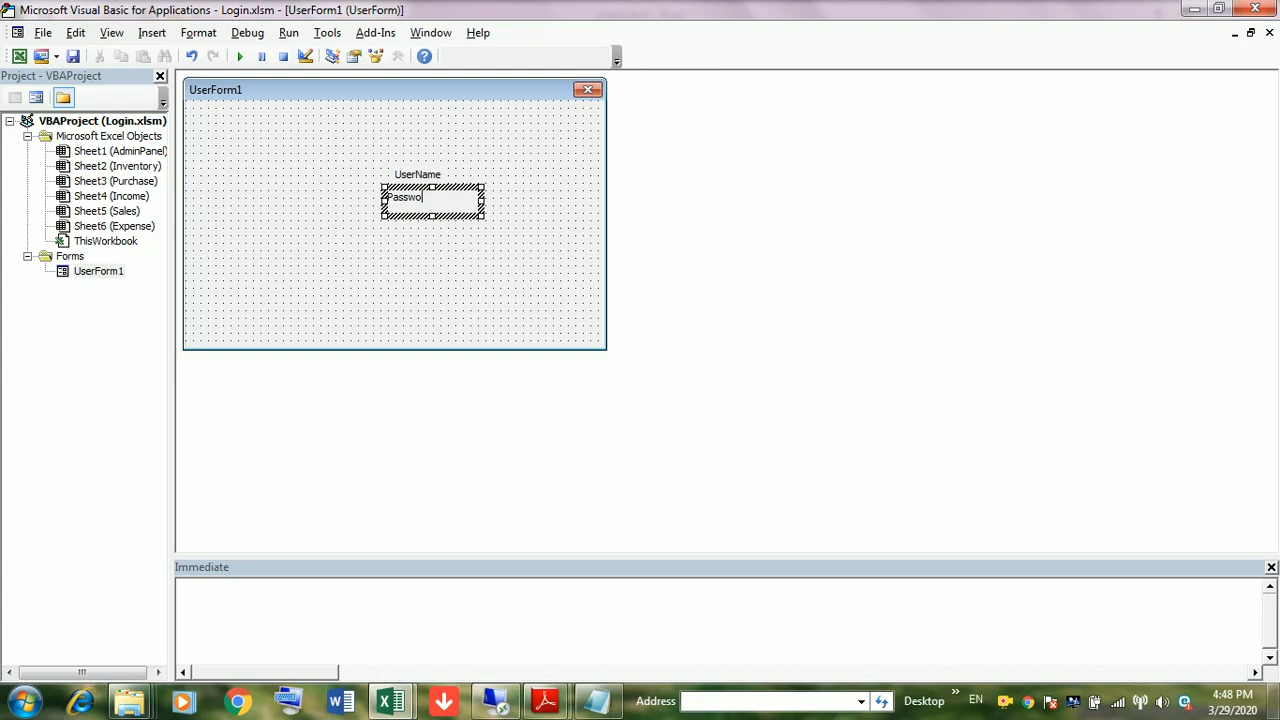 Microsoft Visual Basic for Applications - Login.xlsm - [UserForm1 (UserForm)]
File Edit View Insert Format Debug Run Tools Add-Ins Window Help
Project - VBAProject
UserForm1
VBAProject (Login.xlsm)
Microsoft Excel Objects
Sheet1 (AdminPanel)
Sheet2 (Inventory)
Sheet3 (Purchase)
Sheet4 (Income)
Sheet5 (Sales)
Sheet6 (Expense)
ThisWorkbook
Forms
UserForm1
UserName
Passwo
Immediate
Address
Desktop
EN
4:48 PM
3/29/2020